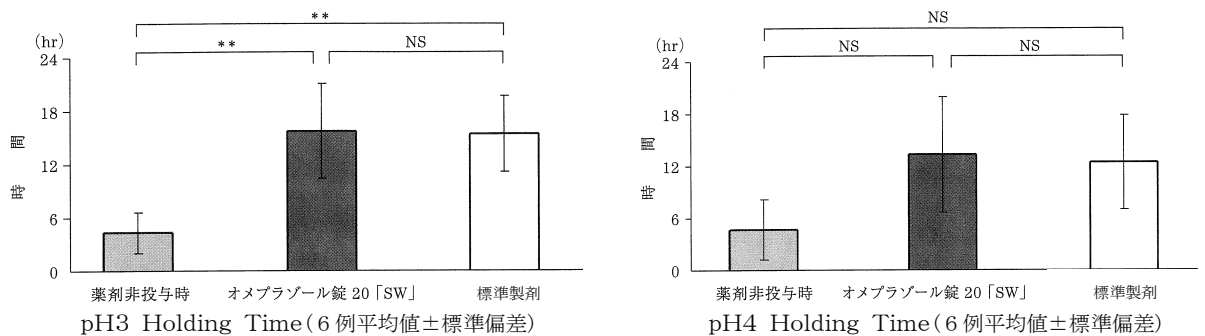 **
** NS
(hr)
24
18
12
6
0
時間
薬剤非投与時 オメプラゾール錠 20「SW」 標準製剤
pH3 Holding Time(6例平均値±標準偏差)
NS
NS NS
(hr)
24
18
12
6
0
時間
薬剤非投与時 オメプラゾール錠 20「SW」 標準製剤
pH4 Holding Time(6例平均値±標準偏差)